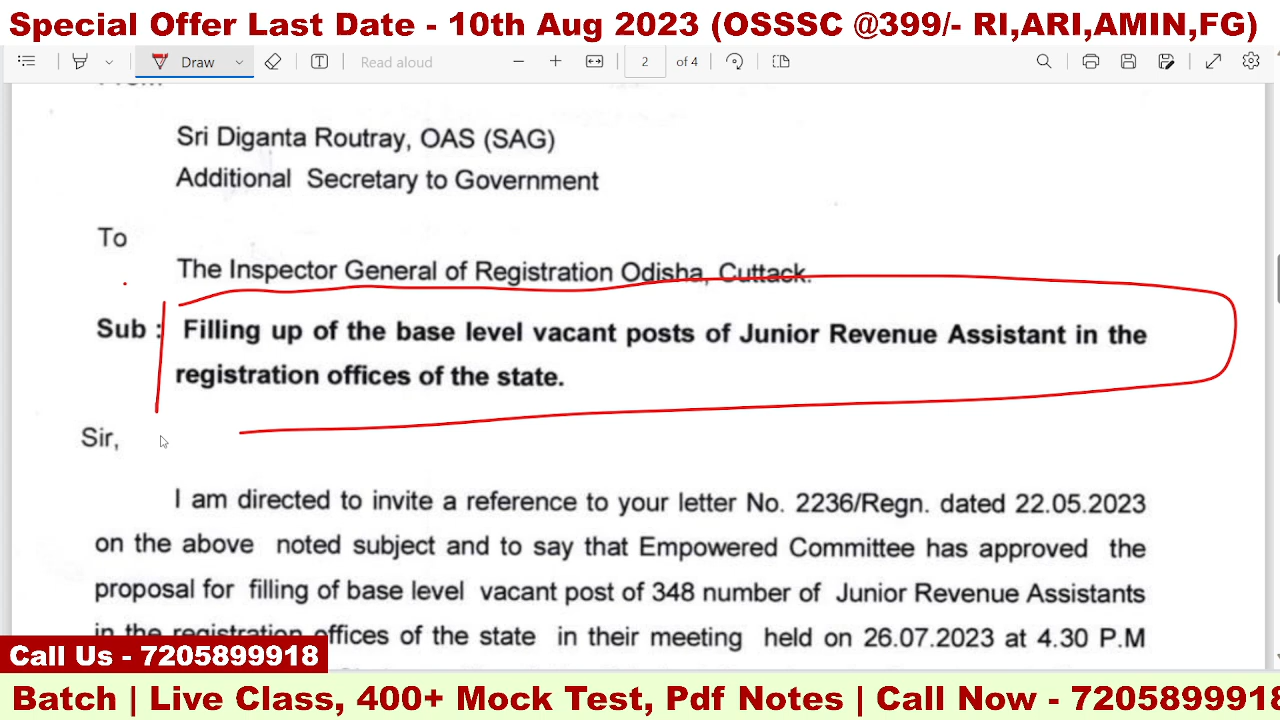 Special Offer Last Date - 10th Aug 2023 (OSSSC @399/- RI,ARI,AMIN,FG)
Draw Read aloud 2 of 4
Sri Diganta Routray, OAS (SAG)
Additional Secretary to Government
To
The Inspector General of Registration Odisha, Cuttack.
Sub : Filling up of the base level vacant posts of Junior Revenue Assistant in the
registration offices of the state.
Sir,
I am directed to invite a reference to your letter No. 2236/Regn. dated 22.05.2023
on the above noted subject and to say that Empowered Committee has approved the
proposal for filling of base level vacant post of 348 number of Junior Revenue Assistants
in the registration offices of the state in their meeting held on 26.07.2023 at 4.30 P.M
Call Us - 7205899918
Batch | Live Class, 400+ Mock Test, Pdf Notes | Call Now - 7205899918